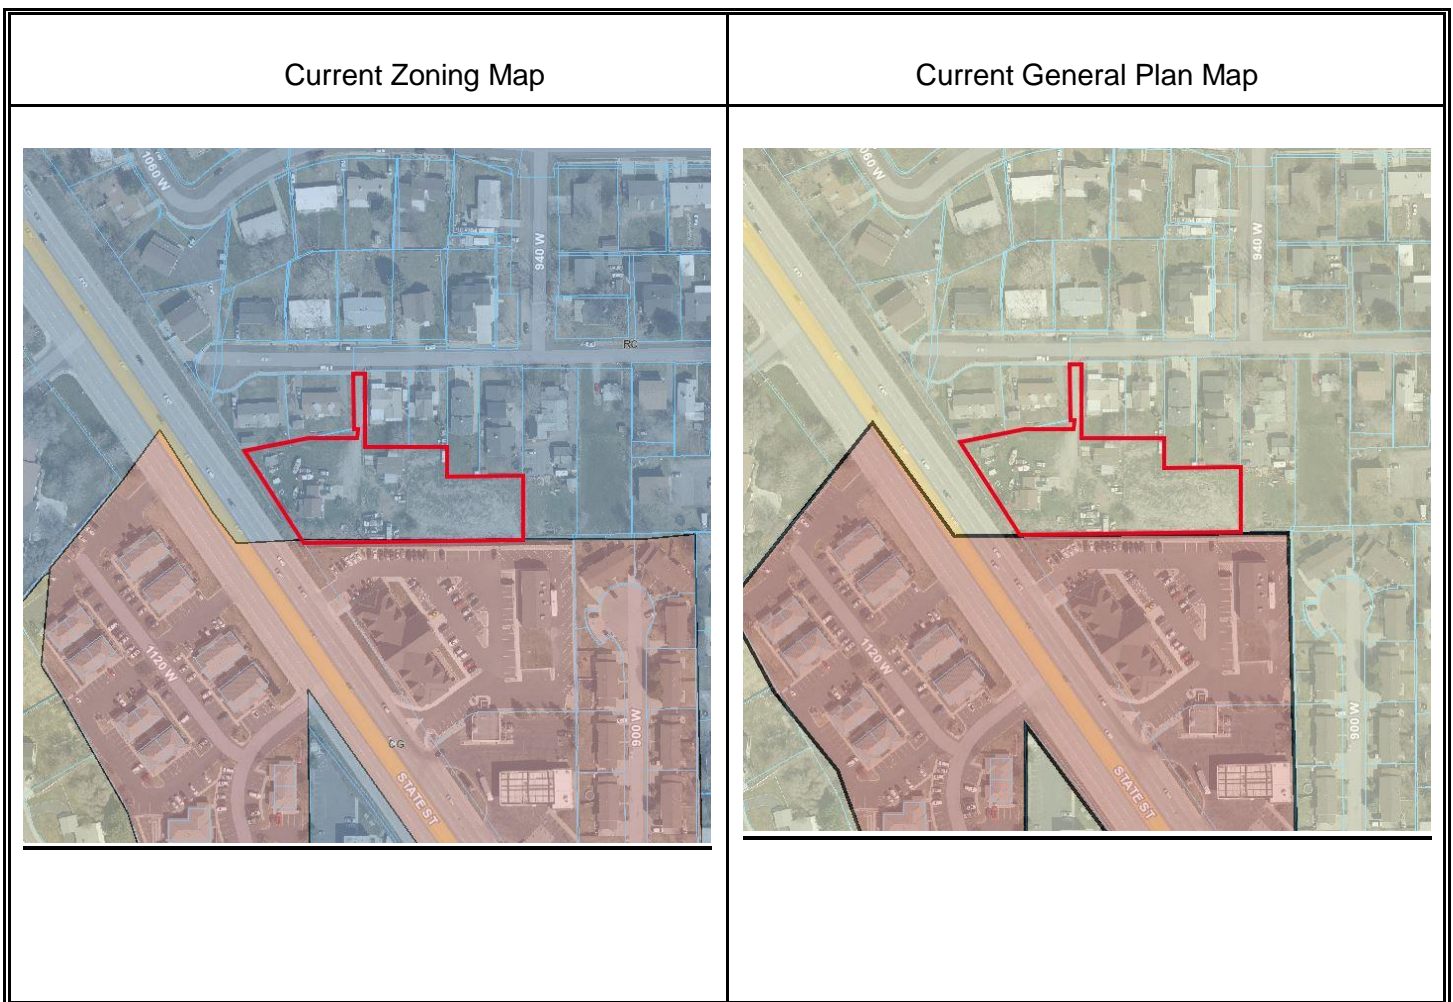 Current Zoning Map
Current General Plan Map
1060 W
940 W
RC
1120 W
CG
900 W
STATE ST
060 W
940 W
1120 W
900 W
STATE ST